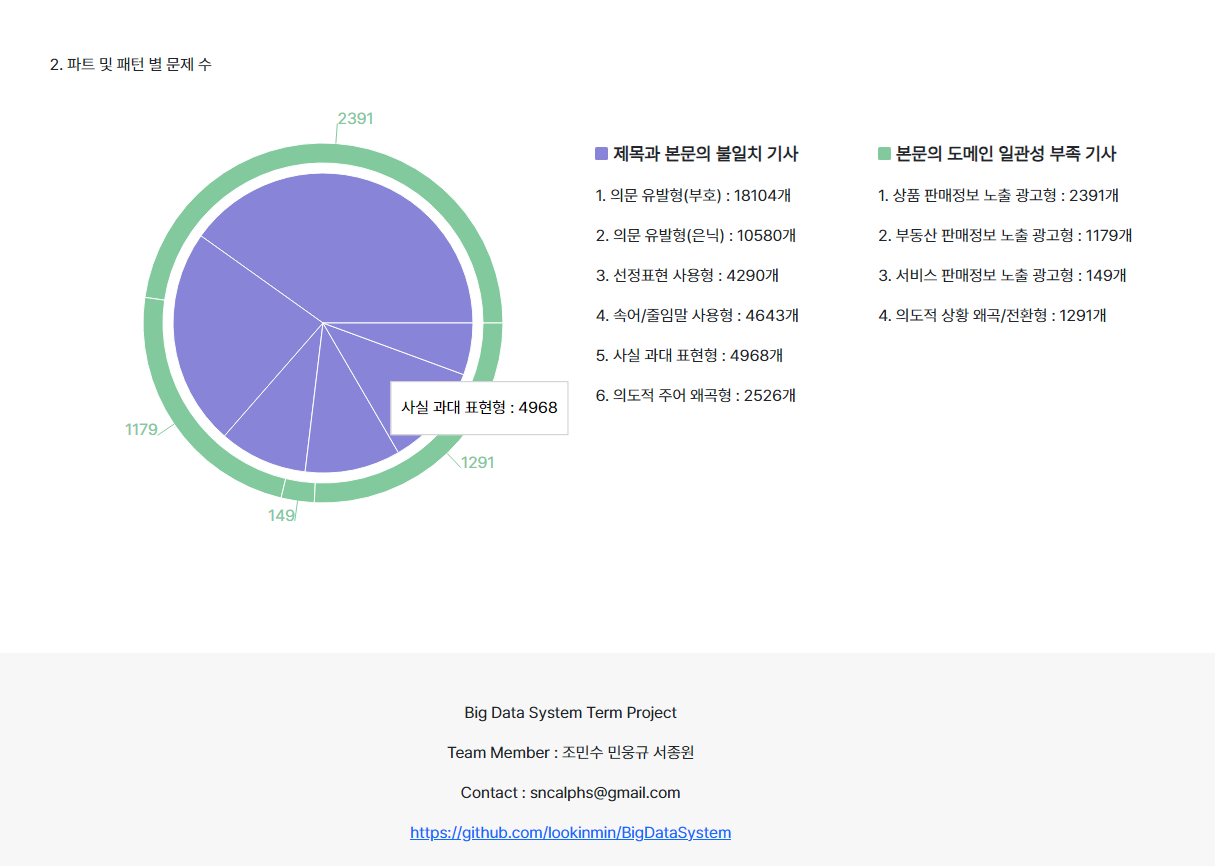 2. 파트 및 패턴 별 문제 수
2391
1179
149
1291
사실 과대 표현형 : 4968
제목과 본문의 불일치 기사
1. 의문 유발형(부호) : 18104개
2. 의문 유발형(은닉) : 10580개
3. 선정표현 사용형 : 4290개
4. 속어/줄임말 사용형 : 4643개
5. 사실 과대 표현형 : 4968개
6. 의도적 주어 왜곡형 : 2526개
본문의 도메인 일관성 부족 기사
1. 상품 판매정보 노출 광고형 : 2391개
2. 부동산 판매정보 노출 광고형 : 1179개
3. 서비스 판매정보 노출 광고형 : 149개
4. 의도적 상황 왜곡/전환형 : 1291개
Big Data System Term Project
Team Member : 조민수 민웅규 서종원
Contact : sncalphs@gmail.com
https://github.com/lookinmin/BigDataSystem